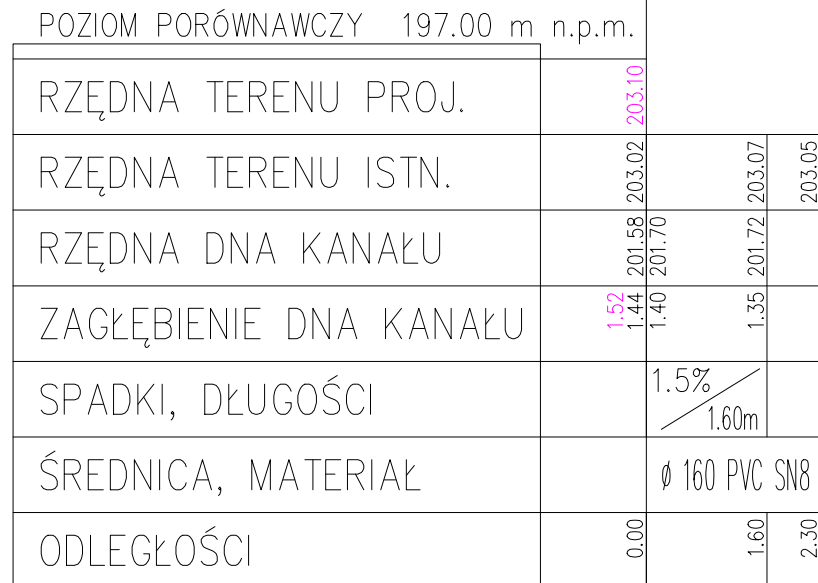 POZIOM PORÓWNAWCZY 197.00 m n.p.m.
RZĘDNA TERENU PROJ. 203.10
RZĘDNA TERENU ISTN. 203.02 203.07 203.05
RZĘDNA DNA KANAŁU 201.58 201.70 201.72
ZAGŁĘBIENIE DNA KANAŁU 1.52 1.44 1.40 1.35
SPADKI, DŁUGOŚCI 1.5% 1.60m
ŚREDNICA, MATERIAŁ ø 160 PVC SN8
ODLEGŁOŚCI 0.00 1.60 2.30